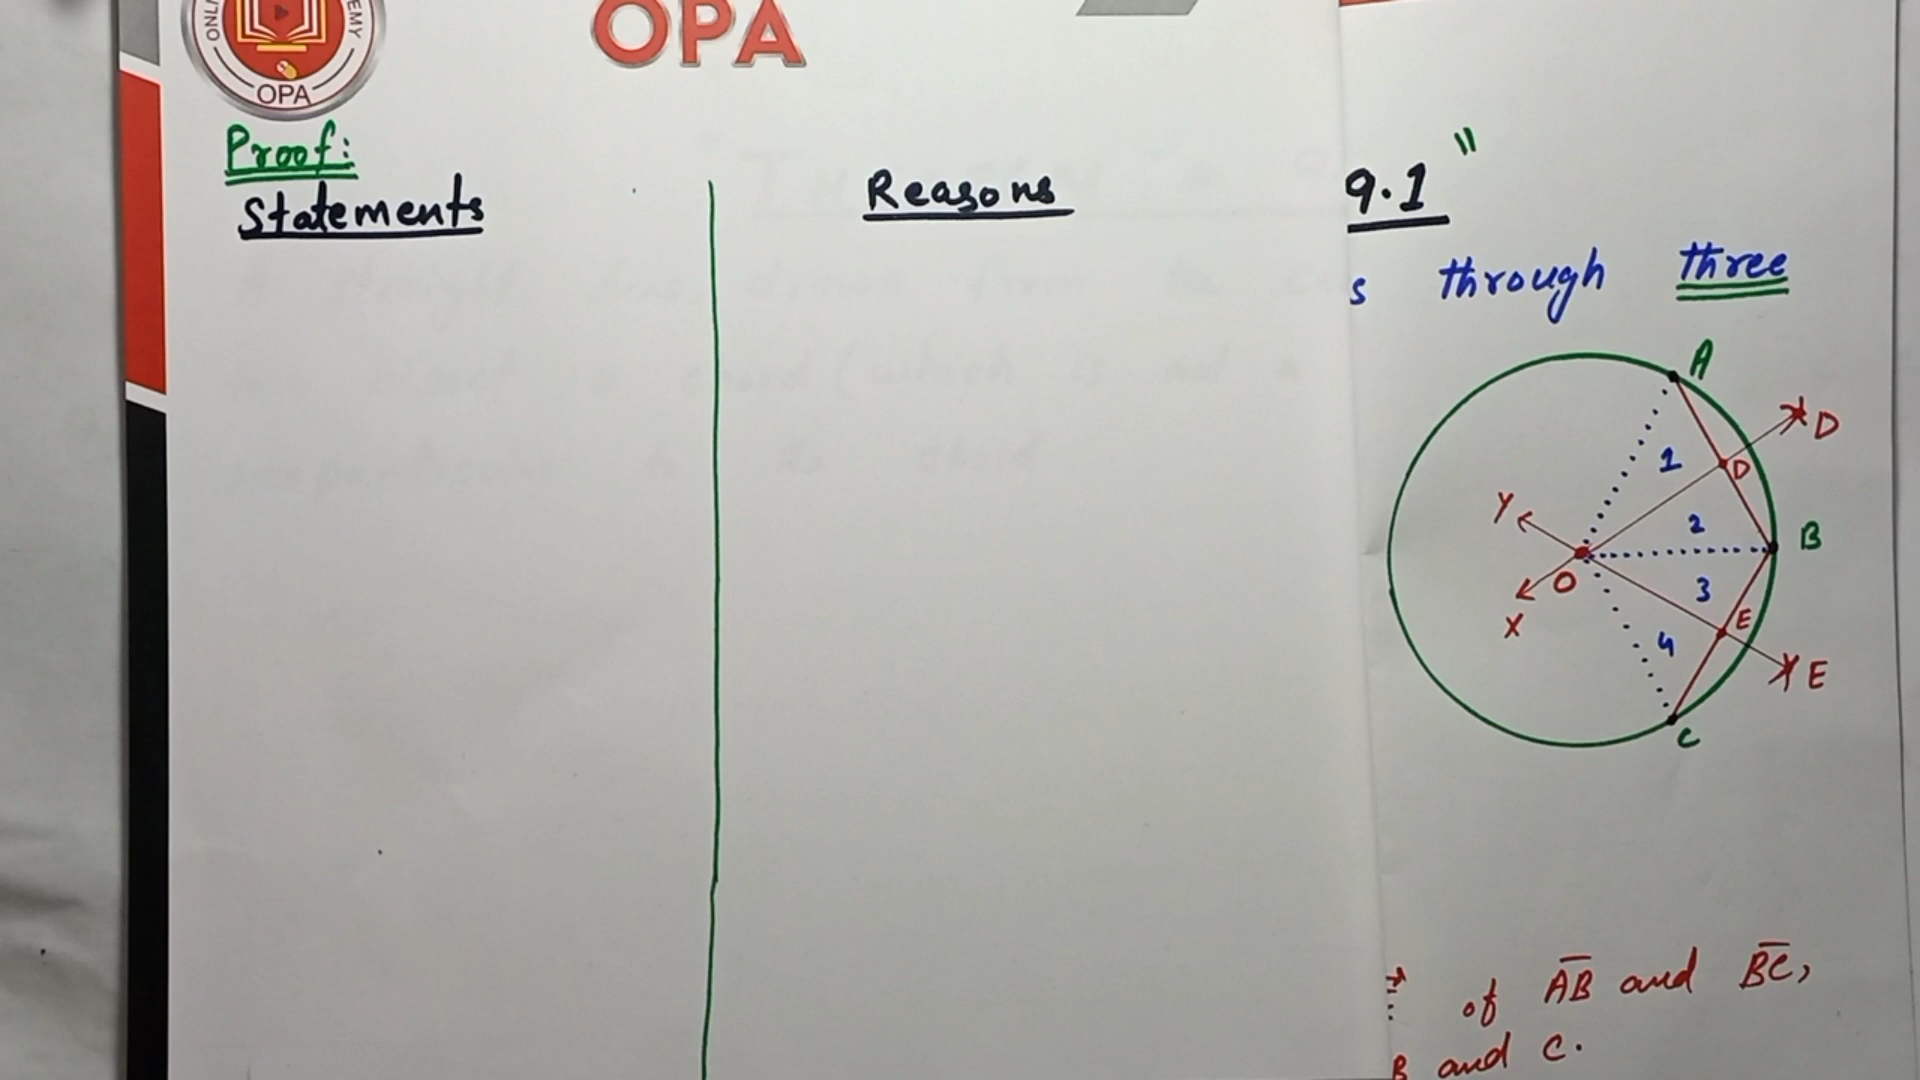 OPA
OPA
Proof:
Statements
Reasons
9.1"
s through three
A
D
1
D
2
Y
B
O
3
X
E
4
E
C
of AB and BC,
B and C.